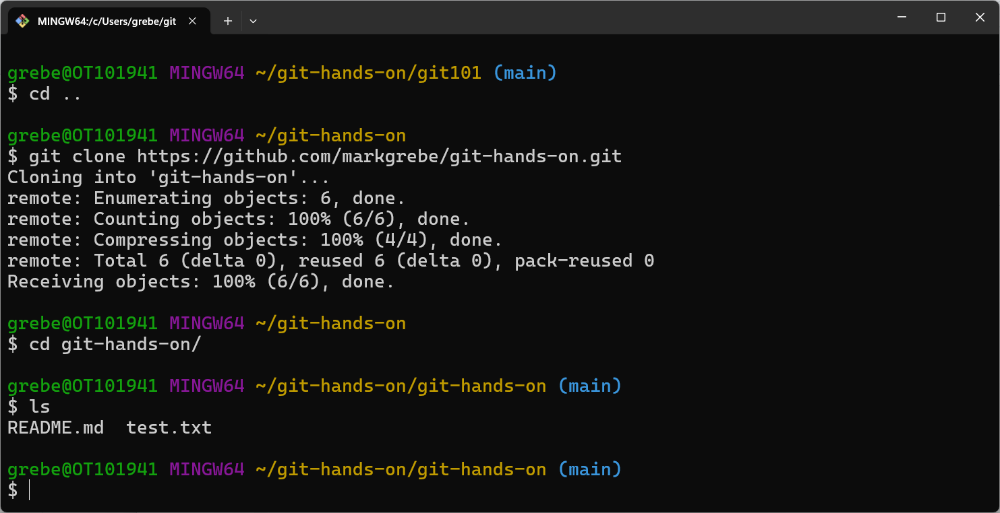 MINGW64:/c/Users/grebe/git
grebe@OT101941 MINGW64 ~/git-hands-on/git101 (main)
$ cd ..
grebe@OT101941 MINGW64 ~/git-hands-on
$ git clone https://github.com/markgrebe/git-hands-on.git
Cloning into 'git-hands-on'...
remote: Enumerating objects: 6, done.
remote: Counting objects: 100% (6/6), done.
remote: Compressing objects: 100% (4/4), done.
remote: Total 6 (delta 0), reused 6 (delta 0), pack-reused 0
Receiving objects: 100% (6/6), done.
grebe@OT101941 MINGW64 ~/git-hands-on
$ cd git-hands-on/
grebe@OT101941 MINGW64 ~/git-hands-on/git-hands-on (main)
$ ls
README.md  test.txt
grebe@OT101941 MINGW64 ~/git-hands-on/git-hands-on (main)
$